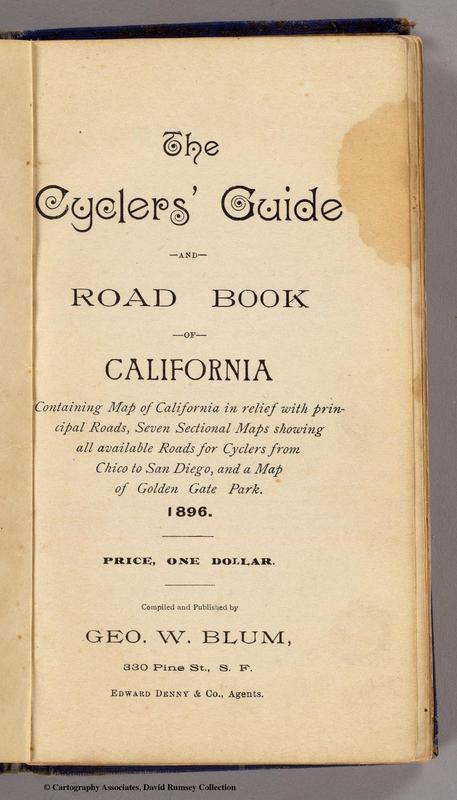 The
Cyclers' Guide
—AND—
ROAD BOOK
—OF—
CALIFORNIA
Containing Map of California in relief with prin-
cipal Roads, Seven Sectional Maps showing
all available Roads for Cyclers from
Chico to San Diego, and a Map
of Golden Gate Park.
1896.
PRICE, ONE DOLLAR.
Compiled and Published by
GEO. W. BLUM,
330 Pine St., S. F.
EDWARD DENNY & CO., Agents.
© Cartography Associates, David Rumsey Collection